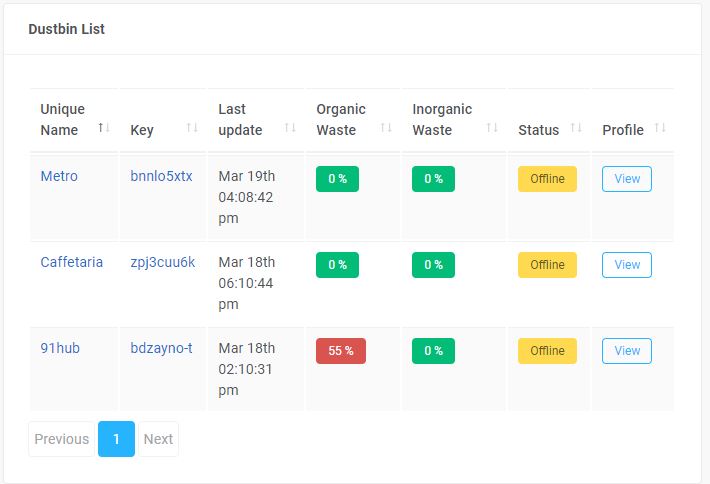 Dustbin List
Unique Name Key Last update Organic Waste Inorganic Waste Status Profile
Metro bnnlo5xtx Mar 19th 04:08:42 pm 0 % 0 % Offline View
Caffetaria zpj3cuu6k Mar 18th 06:10:44 pm 0 % 0 % Offline View
91hub bdzayno-t Mar 18th 02:10:31 pm 55 % 0 % Offline View
Previous 1 Next